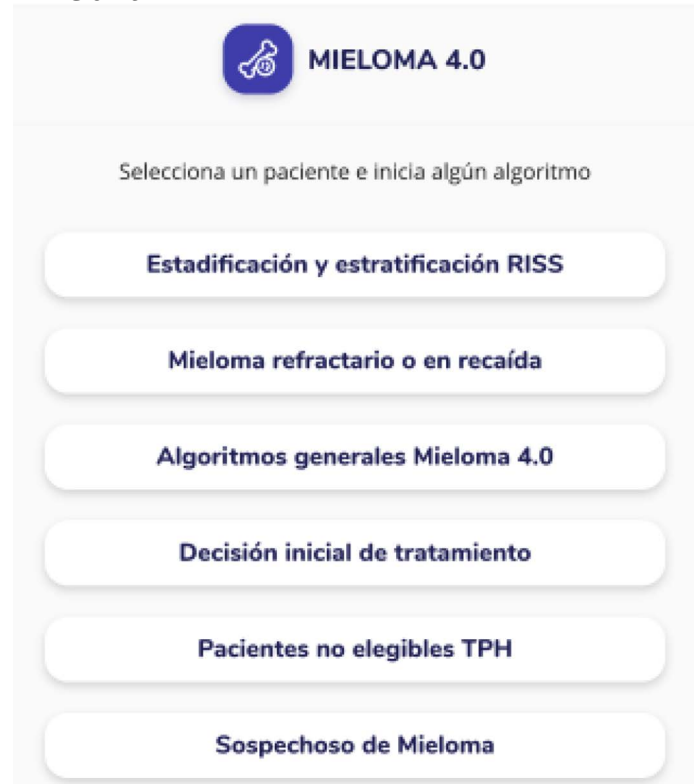 MIELOMA 4.0
Selecciona un paciente e inicia algún algoritmo
Estadificación y estratificación RISS
Mieloma refractario o en recaída
Algoritmos generales Mieloma 4.0
Decisión inicial de tratamiento
Pacientes no elegibles TPH
Sospechoso de Mieloma